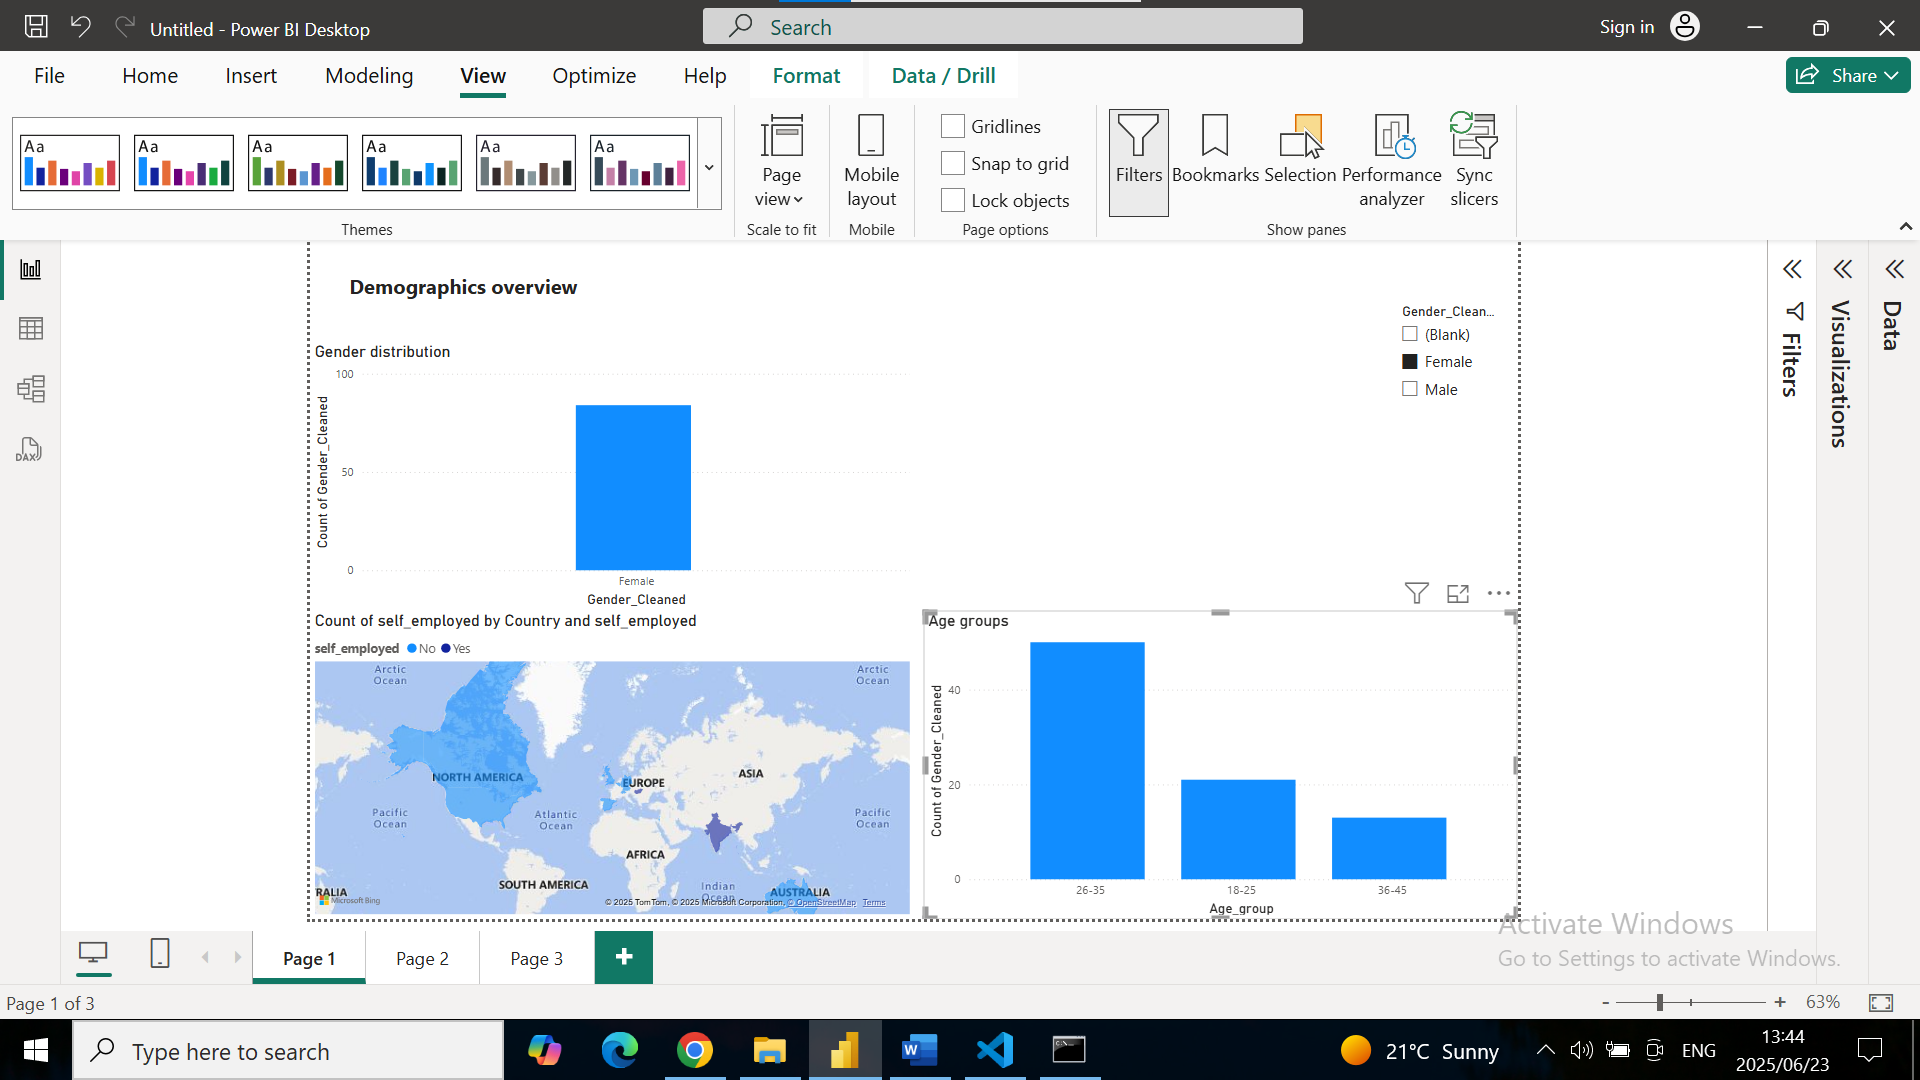 Untitled - Power BI Desktop
Search
Sign in
File Home Insert Modeling View Optimize Help Format Data / Drill
Share
Aa Aa Aa Aa Aa Aa
Themes
Page view
Scale to fit
Mobile layout
Mobile
Gridlines
Snap to grid
Lock objects
Page options
Filters
Bookmarks
Selection
Performance analyzer
Sync slicers
Show panes
DAX
Demographics overview
Gender_Clean...
(Blank)
Female
Male
Gender distribution
100
50
0
Count of Gender_Cleaned
Female
Gender_Cleaned
Count of self_employed by Country and self_employed
self_employed No Yes
Arctic Ocean
Arctic Ocean
NORTH AMERICA
EUROPE
ASIA
Pacific Ocean
Atlantic Ocean
Pacific Ocean
AFRICA
SOUTH AMERICA
Indian Ocean
AUSTRALIA
RALIA
Microsoft Bing
© 2025 TomTom, © 2025 Microsoft Corporation, © OpenStreetMap Terms
Age groups
40
20
0
Count of Gender_Cleaned
26-35 18-25 36-45
Age_group
Filters
Visualizations
Data
Activate Windows
Go to Settings to activate Windows.
Page 1 Page 2 Page 3 +
Page 1 of 3
- + 63%
Type here to search
21°C Sunny
ENG
13:44
2025/06/23